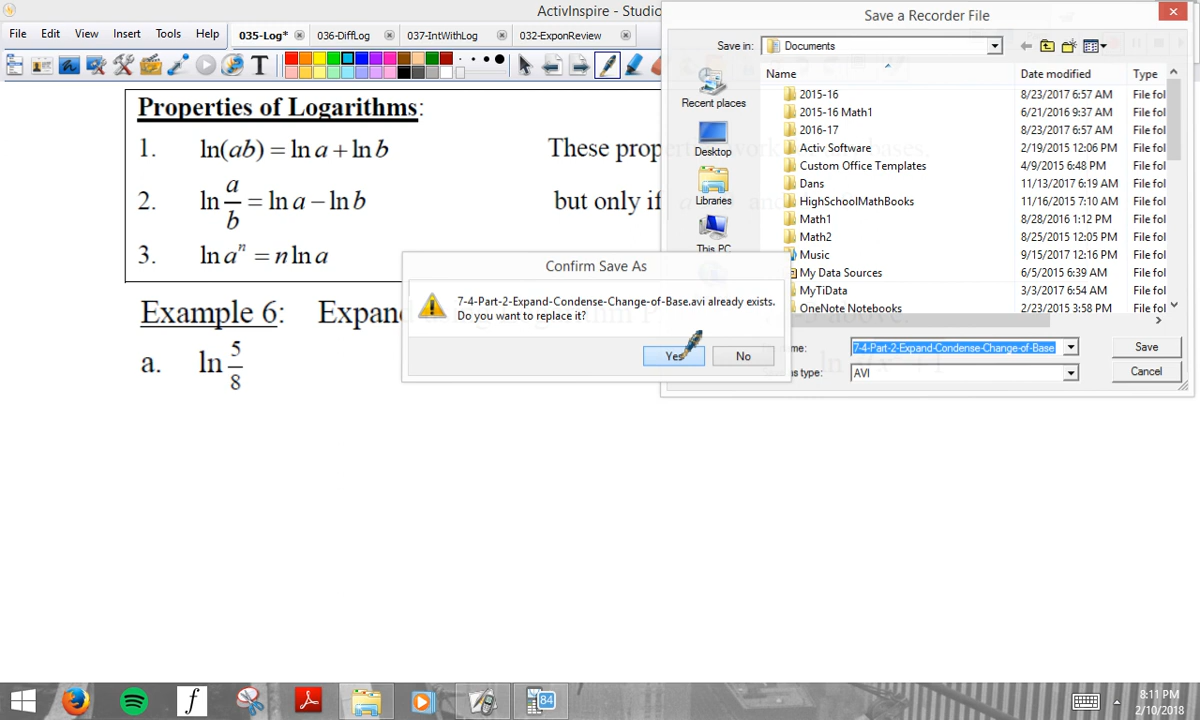 ActivInspire - Studio
File Edit View Insert Tools Help 035-Log* 036-DiffLog 037-IntWithLog 032-ExponReview
T
Properties of Logarithms:
1. ln(ab) = ln a + ln b
2. ln a/b = ln a − ln b
3. ln aⁿ = n ln a
These prop
but only if
Example 6: Expan
a. ln 5/8
Save a Recorder File
Save in: Documents
Name Date modified Type
2015-16 8/23/2017 6:57 AM File fol
2015-16 Math1 6/21/2016 9:37 AM File fol
2016-17 8/23/2017 6:57 AM File fol
Activ Software 2/19/2015 12:06 PM File fol
Custom Office Templates 4/9/2015 6:48 PM File fol
Dans 11/13/2017 6:19 AM File fol
HighSchoolMathBooks 11/16/2015 7:10 AM File fol
Math1 8/28/2016 1:12 PM File fol
Math2 8/25/2015 12:05 PM File fol
Music 9/15/2017 12:16 PM File fol
My Data Sources 6/5/2015 6:39 AM File fol
MyTiData 3/3/2017 6:54 AM File fol
OneNote Notebooks 2/23/2015 3:58 PM File fol
Recent places
Desktop
Libraries
This PC
me: 7-4-Part-2-Expand-Condense-Change-of-Base Save
s type: AVI Cancel
Confirm Save As
7-4-Part-2-Expand-Condense-Change-of-Base.avi already exists.
Do you want to replace it?
Yes No
f
84
8:11 PM
2/10/2018